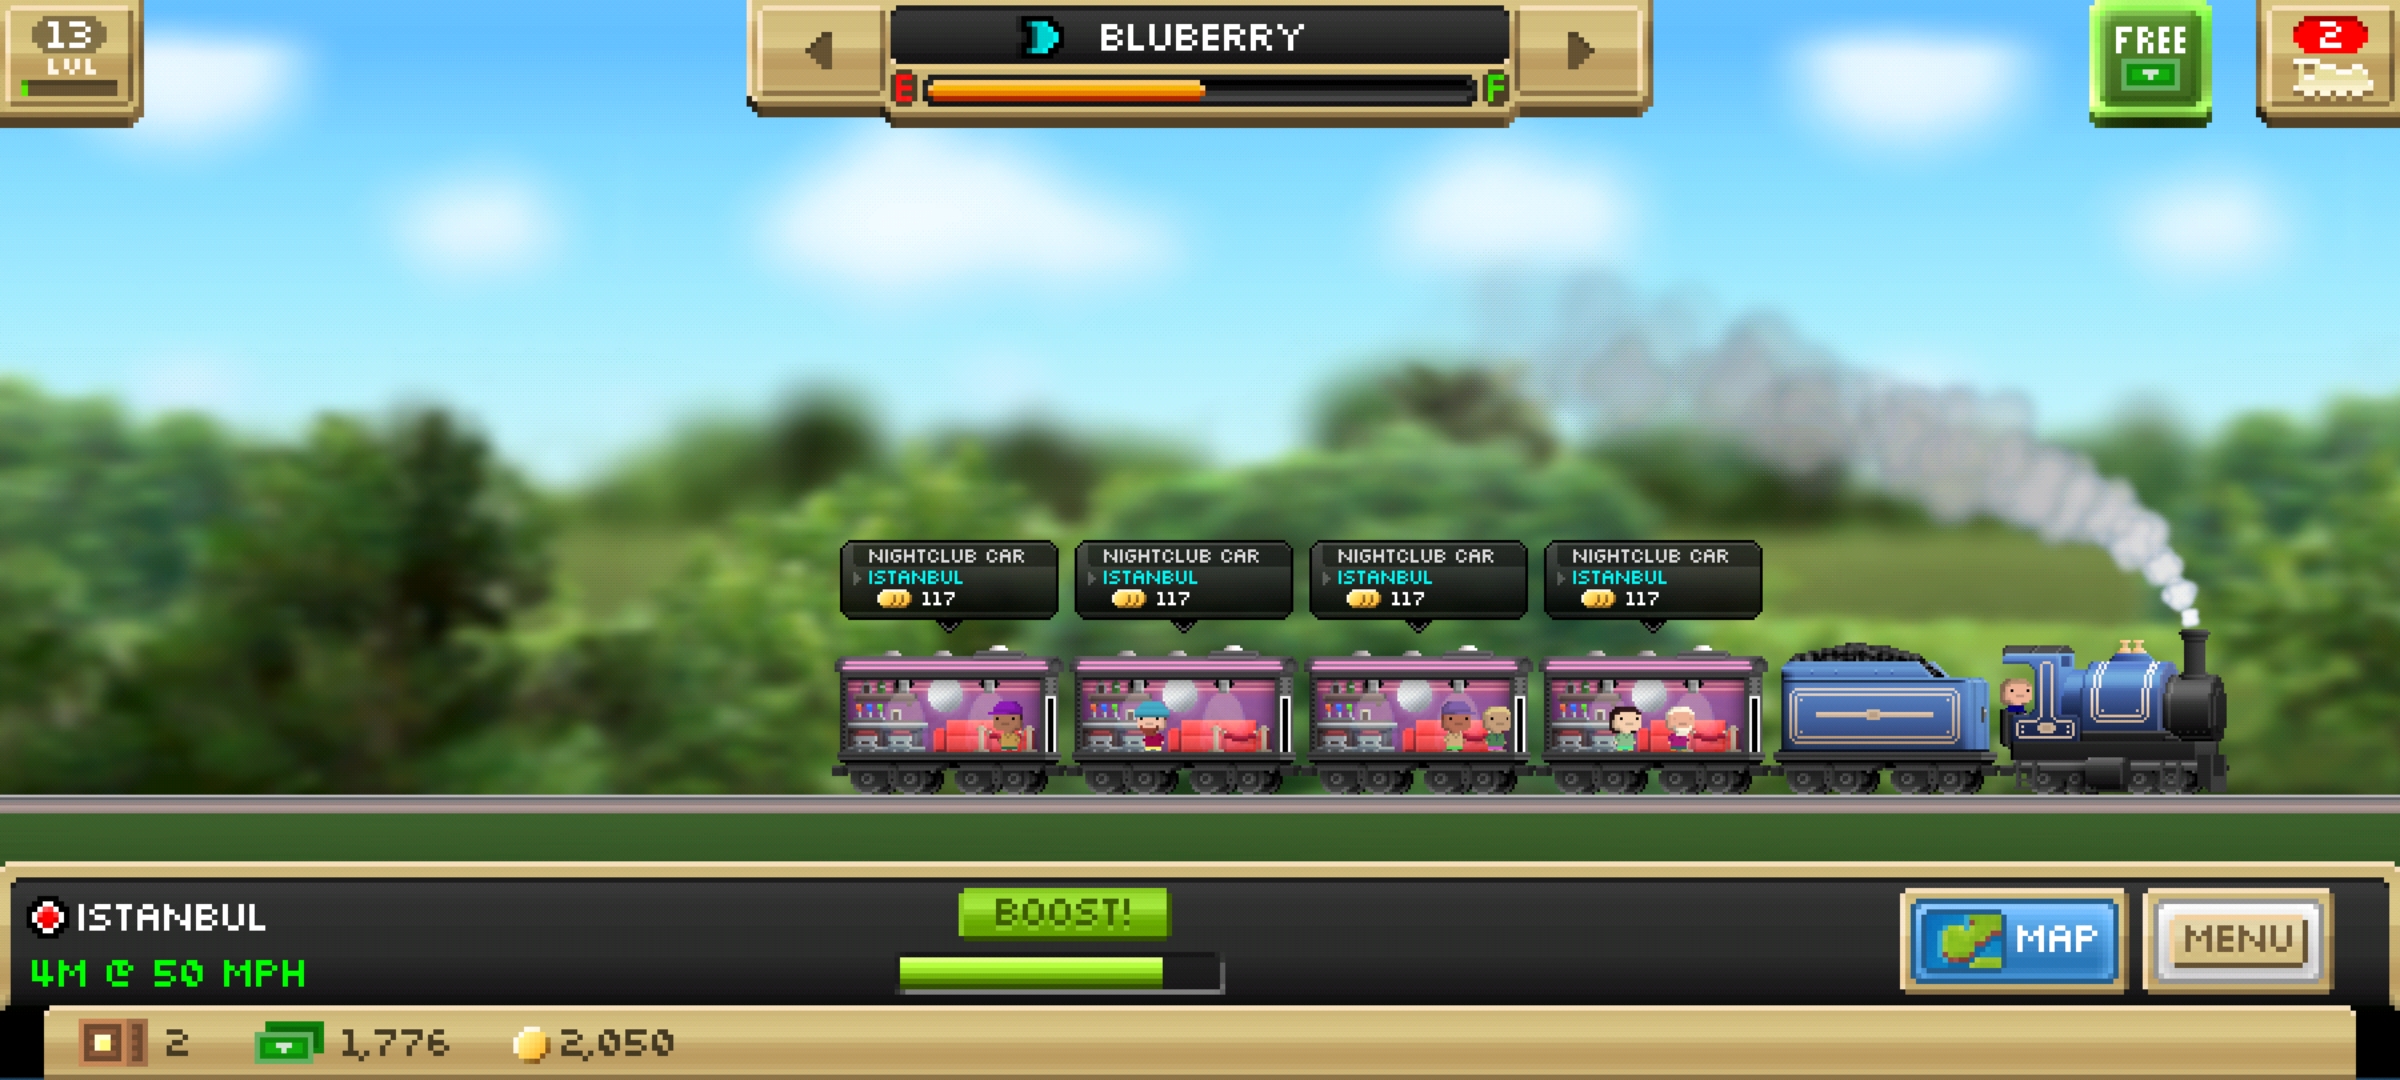 13
LVL
BLUBERRY
E F
FREE
2
NIGHTCLUB CAR
ISTANBUL
117
NIGHTCLUB CAR
ISTANBUL
117
NIGHTCLUB CAR
ISTANBUL
117
NIGHTCLUB CAR
ISTANBUL
117
ISTANBUL
4M @ 50 MPH
BOOST!
MAP
MENU
2 1,776 2,050